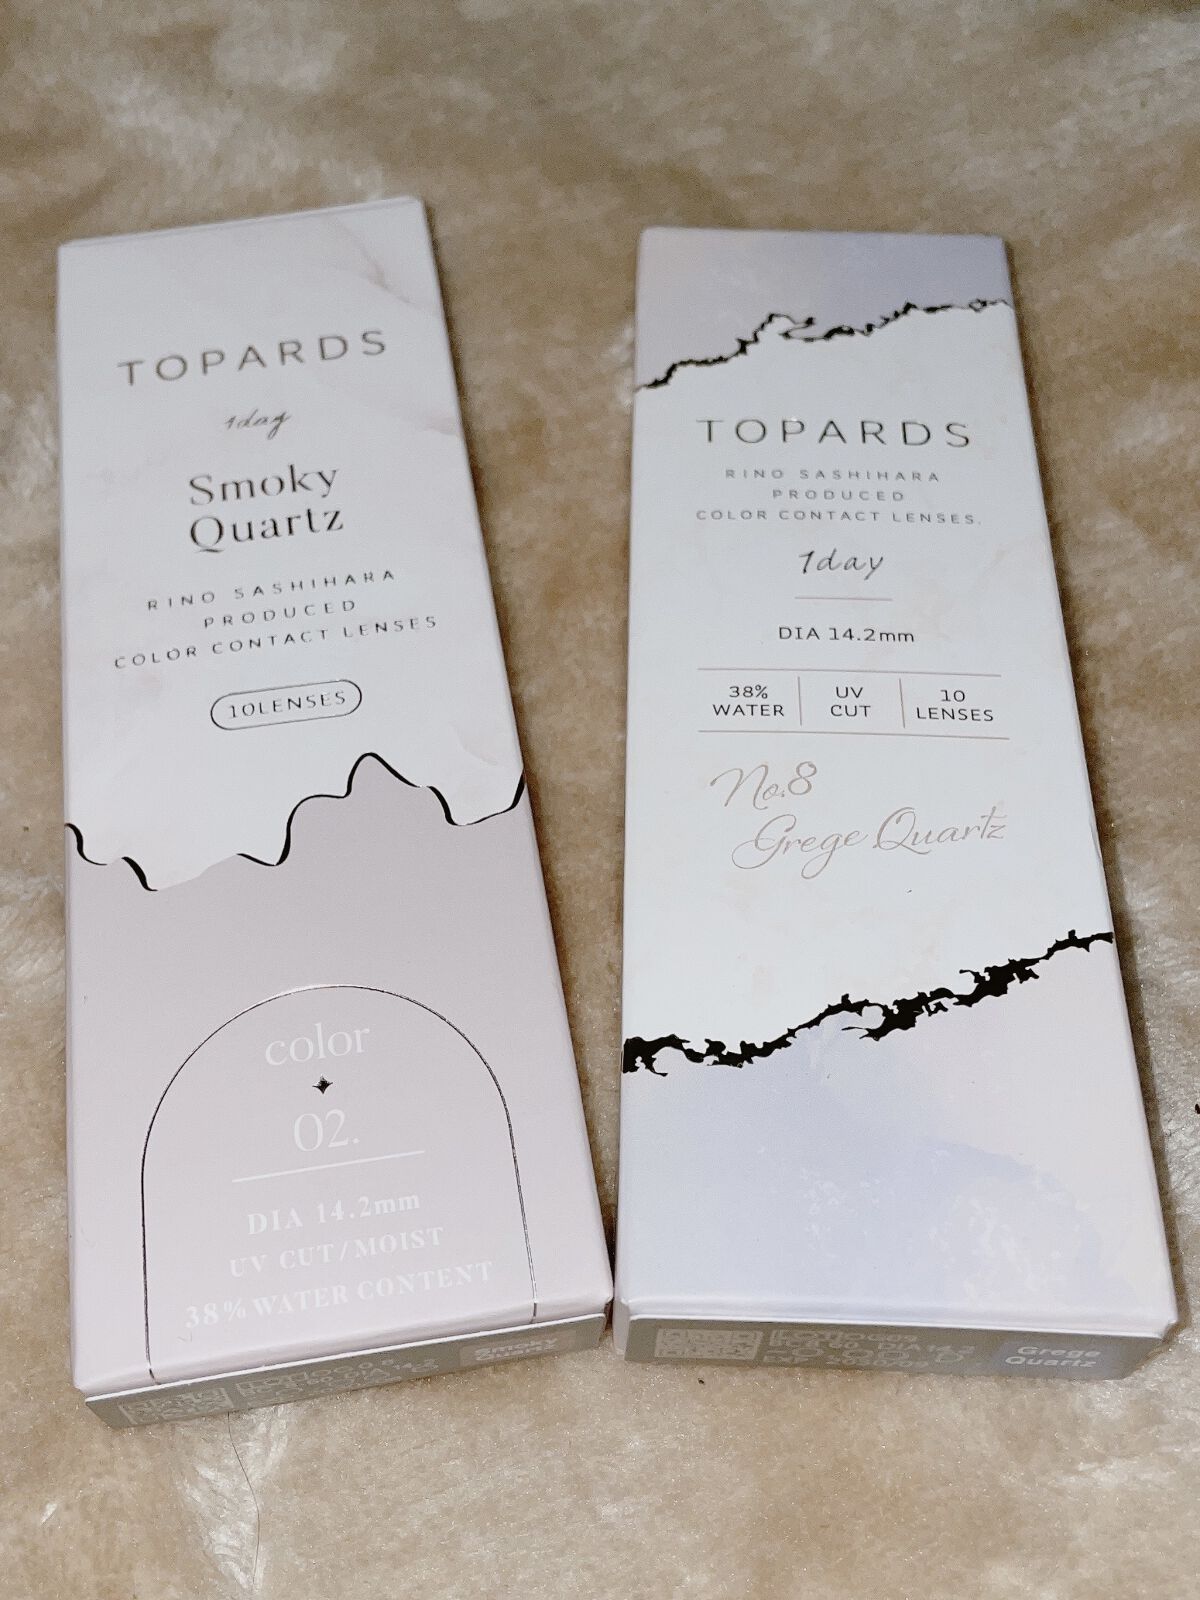 TOPARDS
1day
Smoky
Quartz
RINO SASHIHARA
PRODUCED
COLOR CONTACT LENSES
10LENSES
color
02.
DIA 14.2mm
UV CUT/MOIST
38% WATER CONTENT
Smoky
Quartz
TOPARDS
RINO SASHIHARA
PRODUCED
COLOR CONTACT LENSES.
1day
DIA 14.2mm
38%
WATER
UV
CUT
10
LENSES
No.8
Grege Quartz
Grege
Quartz